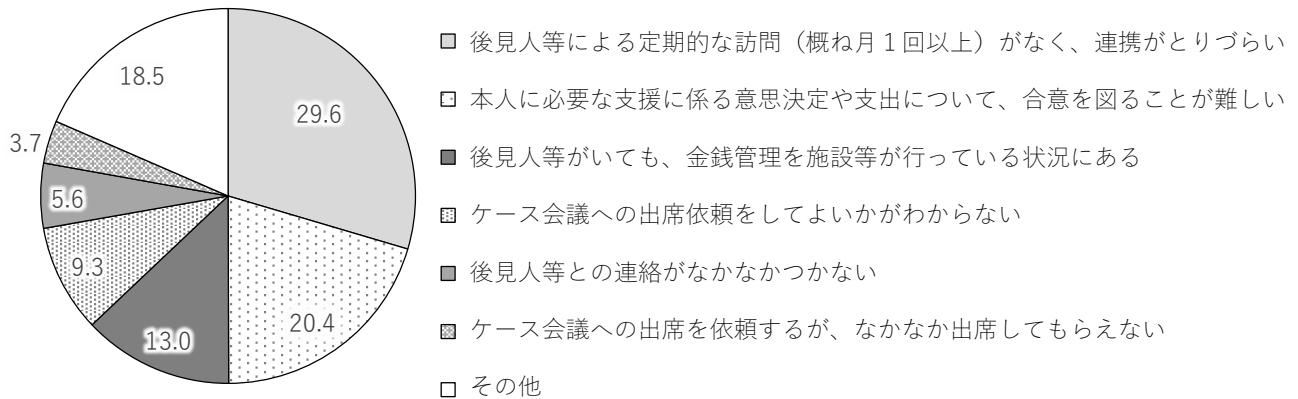 29.6
20.4
13.0
9.3
5.6
3.7
18.5
後見人等による定期的な訪問（概ね月１回以上）がなく、連携がとりづらい
本人に必要な支援に係る意思決定や支出について、合意を図ることが難しい
後見人等がいても、金銭管理を施設等が行っている状況にある
ケース会議への出席依頼をしてよいかがわからない
後見人等との連絡がなかなかつかない
ケース会議への出席を依頼するが、なかなか出席してもらえない
その他